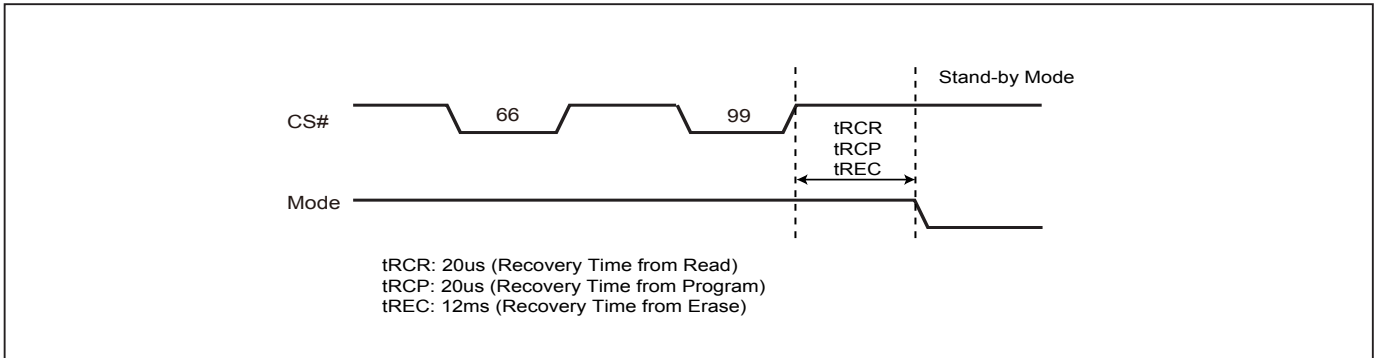 Stand-by Mode
CS#
66
99
tRCR
tRCP
tREC
Mode
tRCR: 20us (Recovery Time from Read)
tRCP: 20us (Recovery Time from Program)
tREC: 12ms (Recovery Time from Erase)